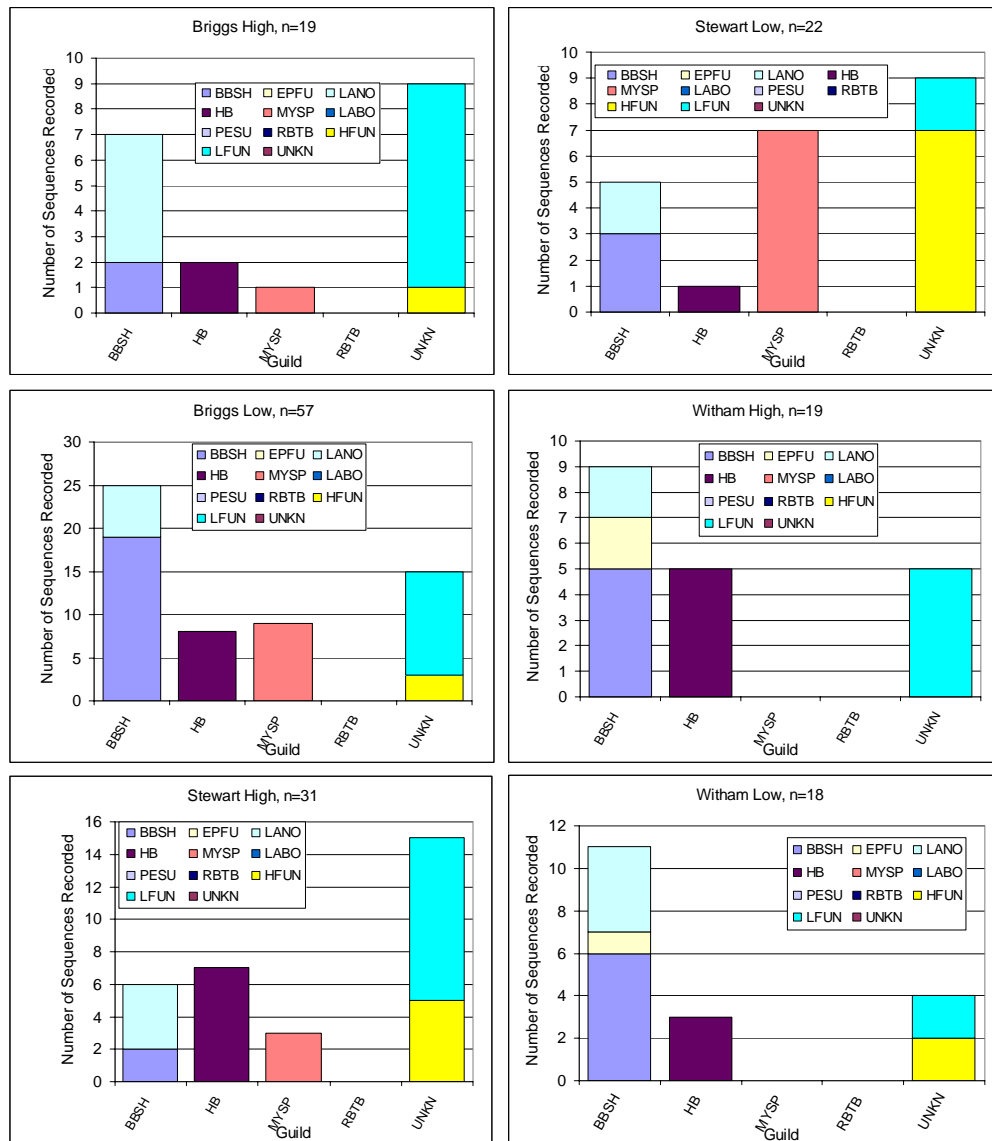 Briggs High, n=19
Number of Sequences Recorded
10
9
8
7
6
5
4
3
2
1
0
BBSH EPFU LANO
HB MYSP LABO
PESU RBTB HFUN
LFUN UNKN
BBSH HB MYSP RBTB UNKN
Guild
Stewart Low, n=22
Number of Sequences Recorded
10
9
8
7
6
5
4
3
2
1
0
BBSH EPFU LANO HB
MYSP LABO PESU RBTB
HFUN LFUN UNKN
BBSH HB MYSP RBTB UNKN
Guild
Briggs Low, n=57
Number of Sequences Recorded
30
25
20
15
10
5
0
BBSH EPFU LANO
HB MYSP LABO
PESU RBTB HFUN
LFUN UNKN
BBSH HB MYSP RBTB UNKN
Guild
Witham High, n=19
Number of Sequences Recorded
10
9
8
7
6
5
4
3
2
1
0
BBSH EPFU LANO
HB MYSP LABO
PESU RBTB HFUN
LFUN UNKN
BBSH HB MYSP RBTB UNKN
Guild
Stewart High, n=31
Number of Sequences Recorded
16
14
12
10
8
6
4
2
0
BBSH EPFU LANO
HB MYSP LABO
PESU RBTB HFUN
LFUN UNKN
BBSH HB MYSP RBTB UNKN
Guild
Witham Low, n=18
Number of Sequences Recorded
12
10
8
6
4
2
0
BBSH EPFU LANO
HB MYSP LABO
PESU RBTB HFUN
LFUN UNKN
BBSH HB MYSP RBTB UNKN
Guild